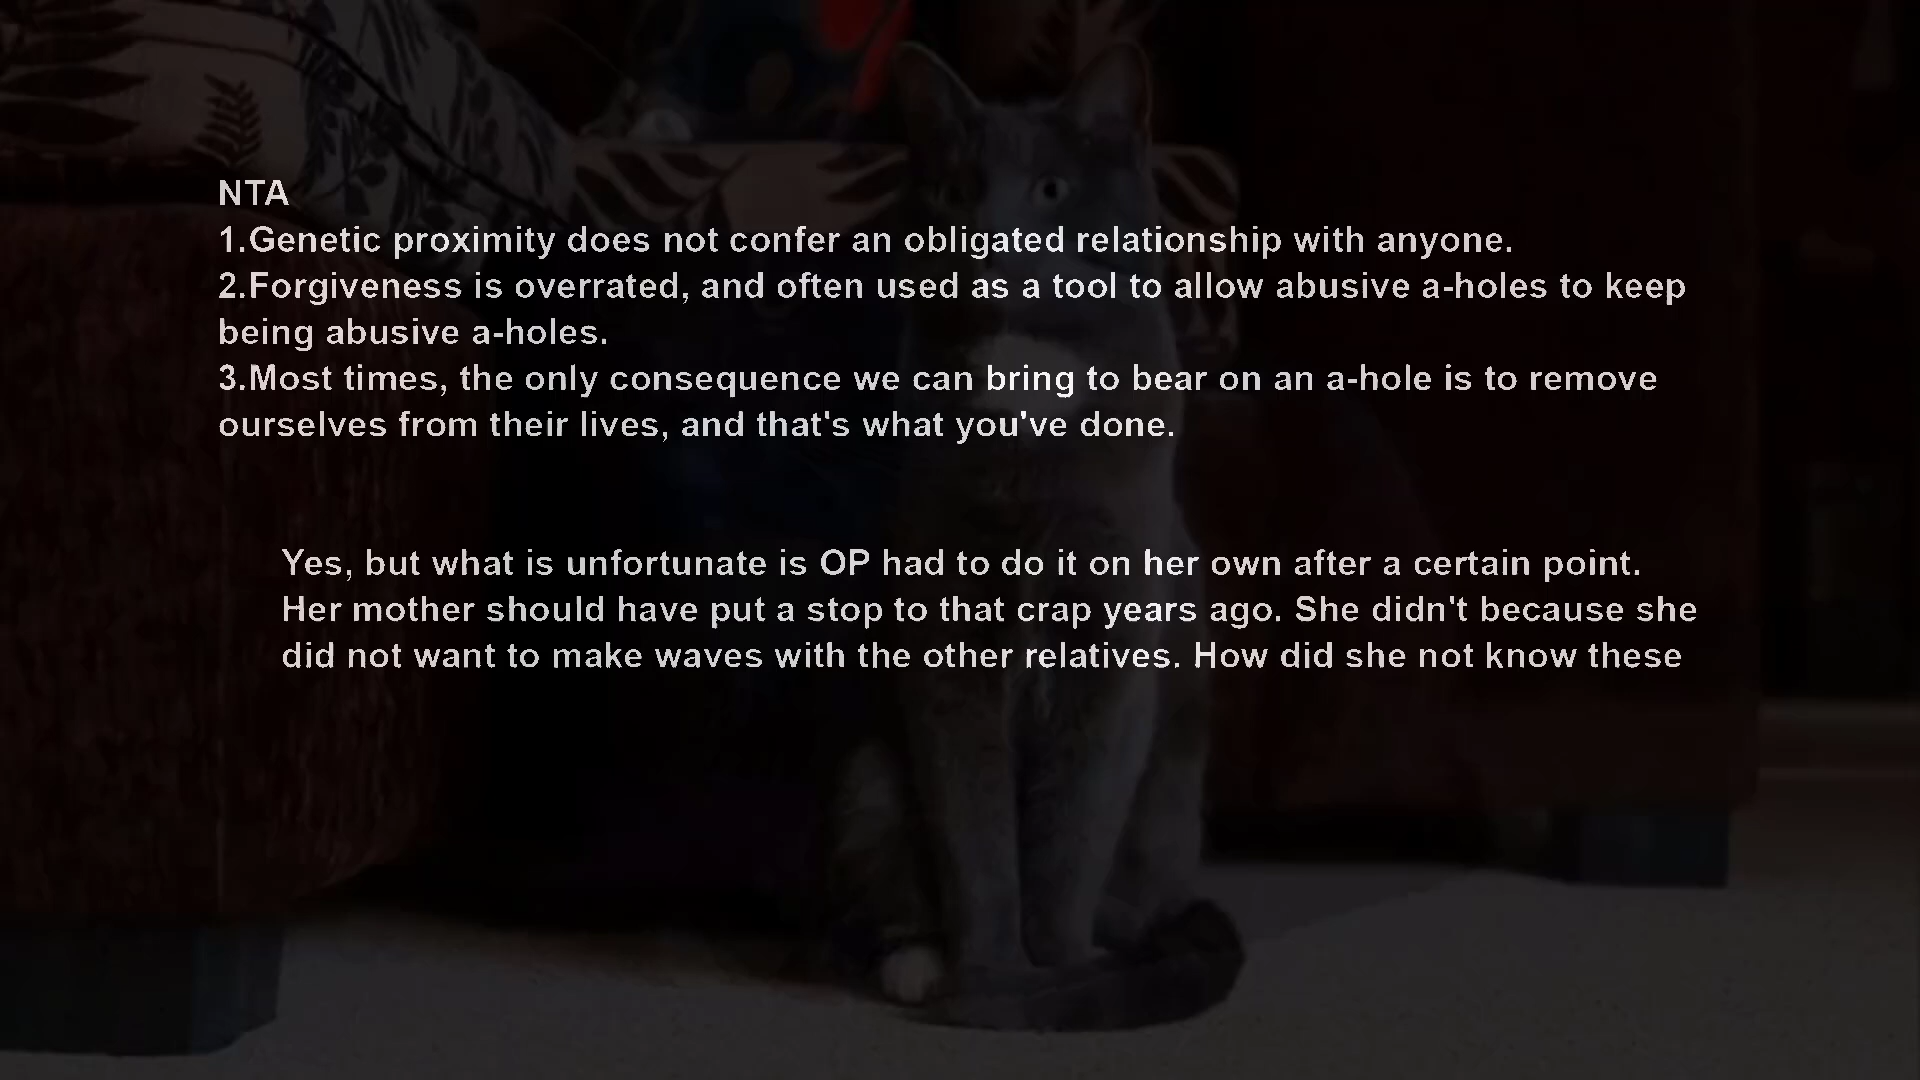 NTA
1.Genetic proximity does not confer an obligated relationship with anyone.
2.Forgiveness is overrated, and often used as a tool to allow abusive a-holes to keep
being abusive a-holes.
3.Most times, the only consequence we can bring to bear on an a-hole is to remove
ourselves from their lives, and that's what you've done.
Yes, but what is unfortunate is OP had to do it on her own after a certain point.
Her mother should have put a stop to that crap years ago. She didn't because she
did not want to make waves with the other relatives. How did she not know these